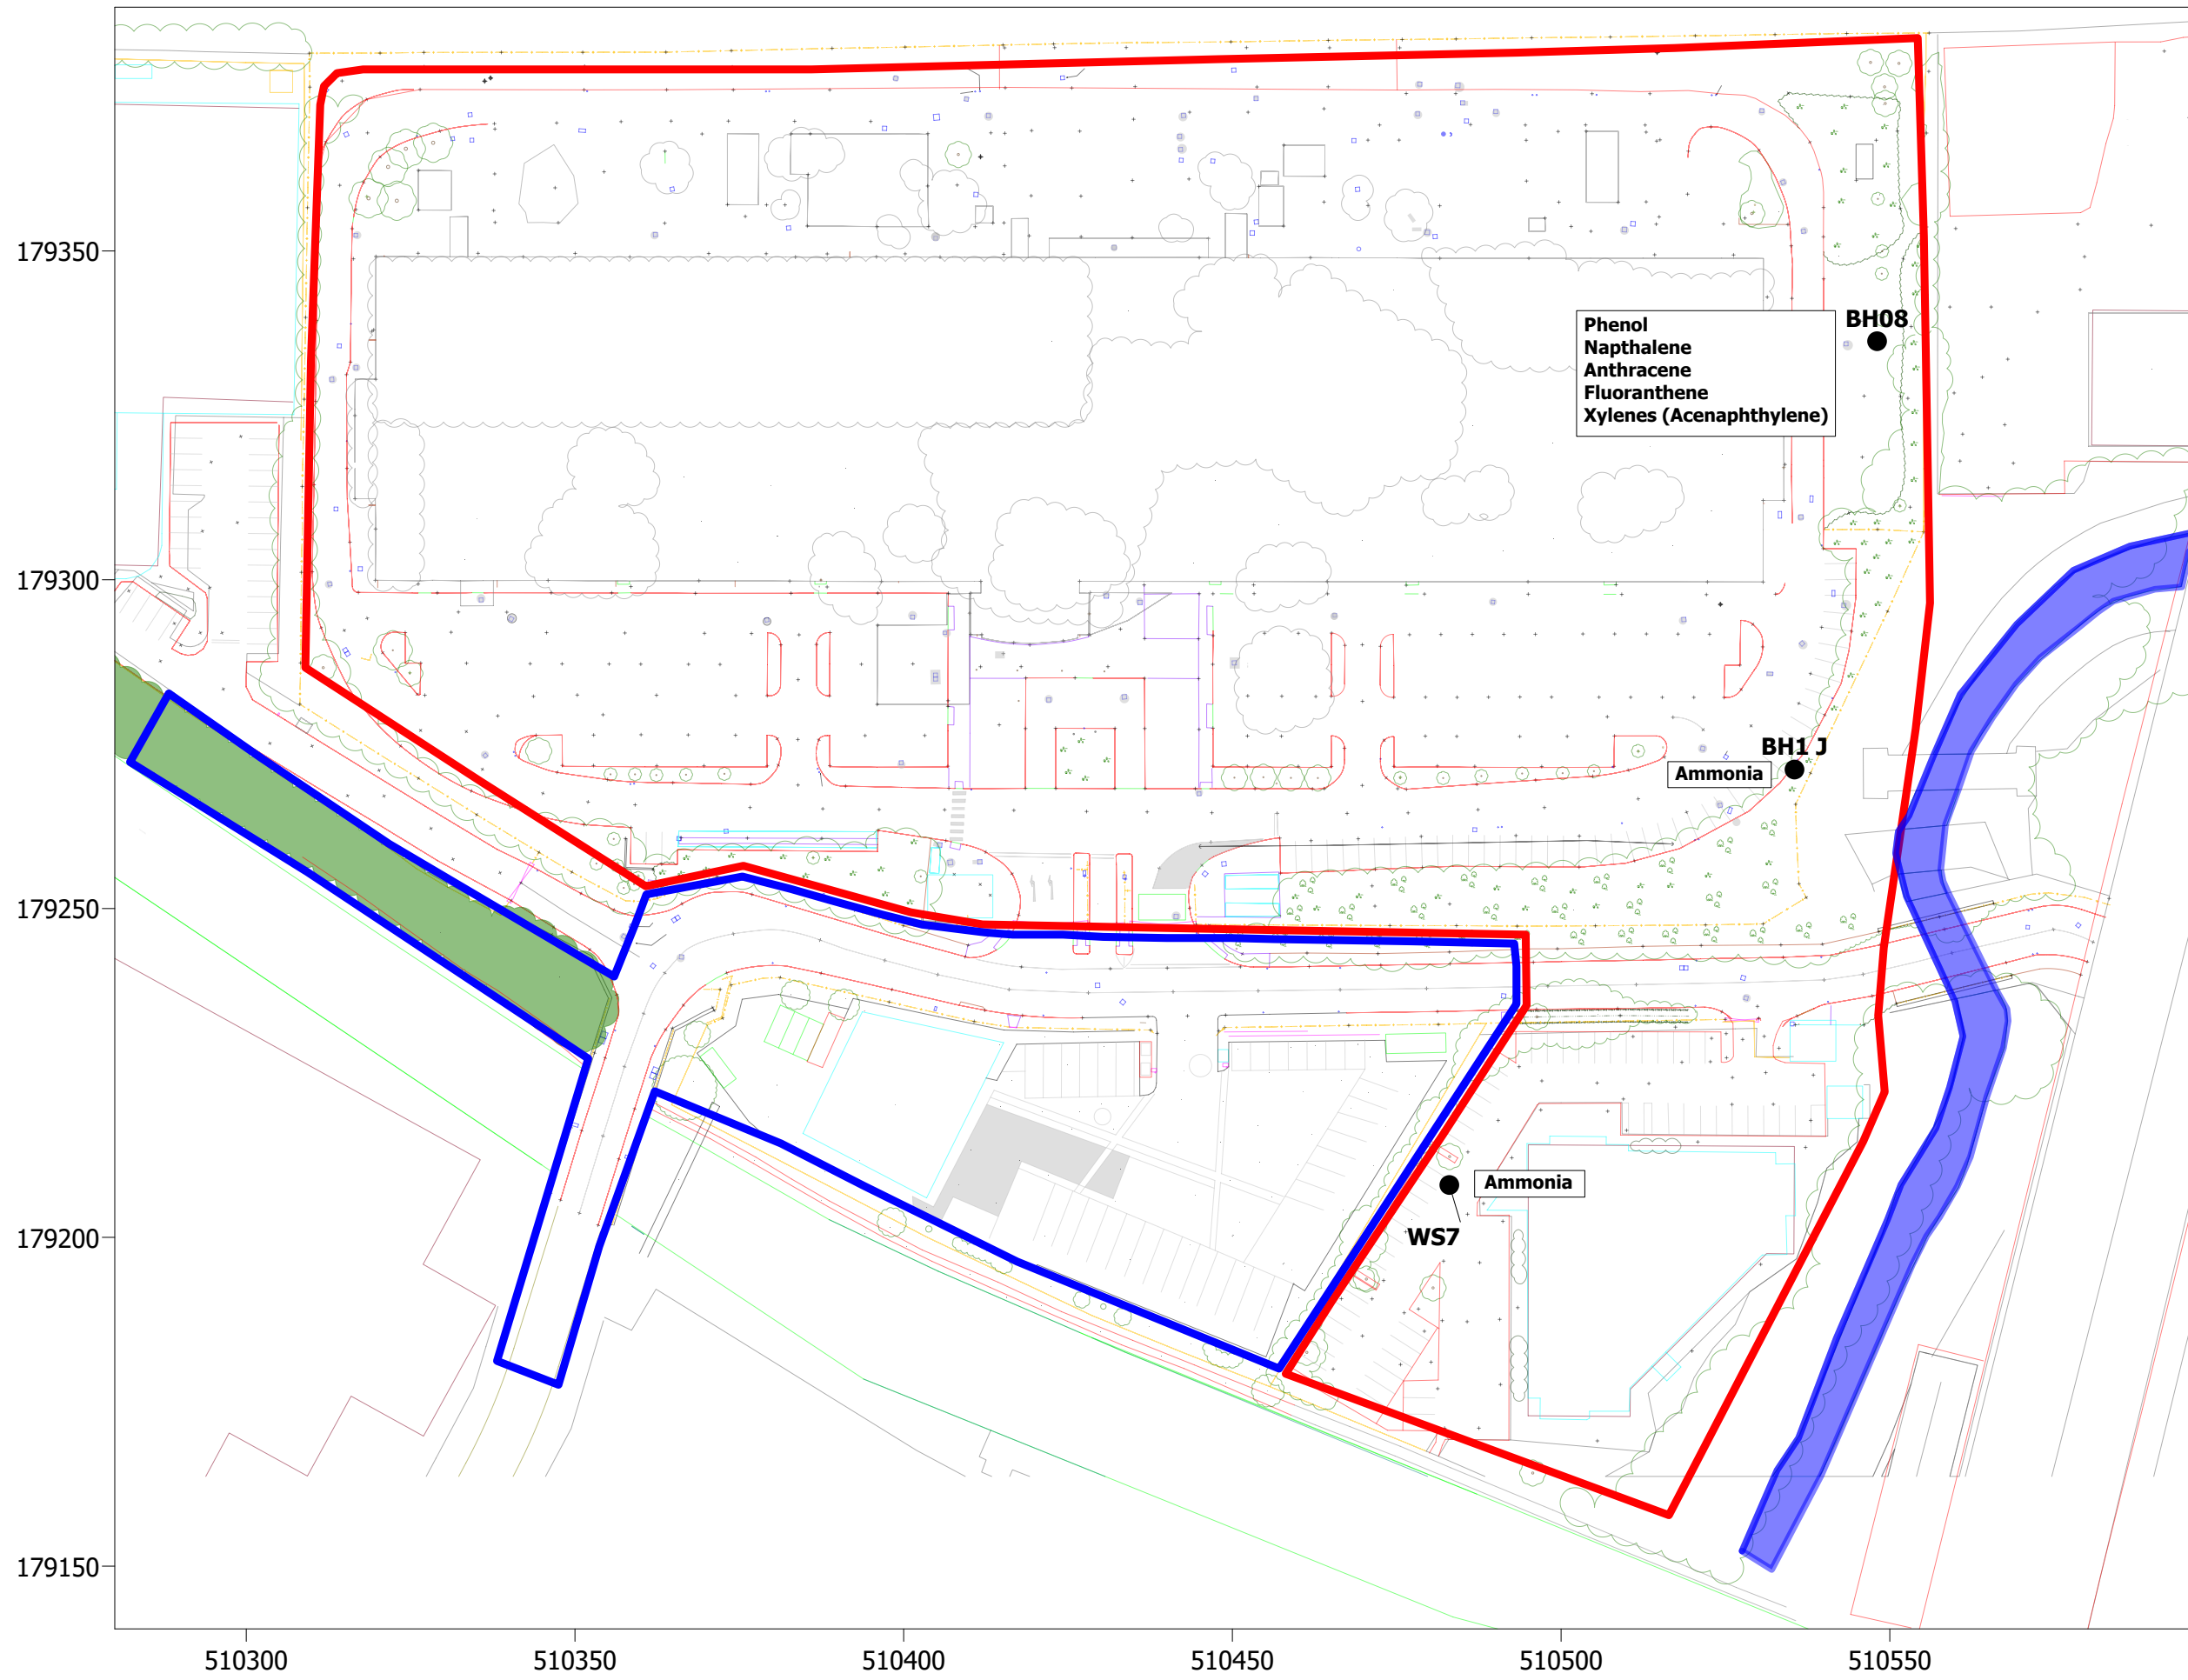 179350
179300
179250
179200
179150
Phenol
Napthalene
Anthracene
Fluoranthene
Xylenes (Acenaphthylene)
BH08
BH1 J
Ammonia
Ammonia
WS7
510300
510350
510400
510450
510500
510550